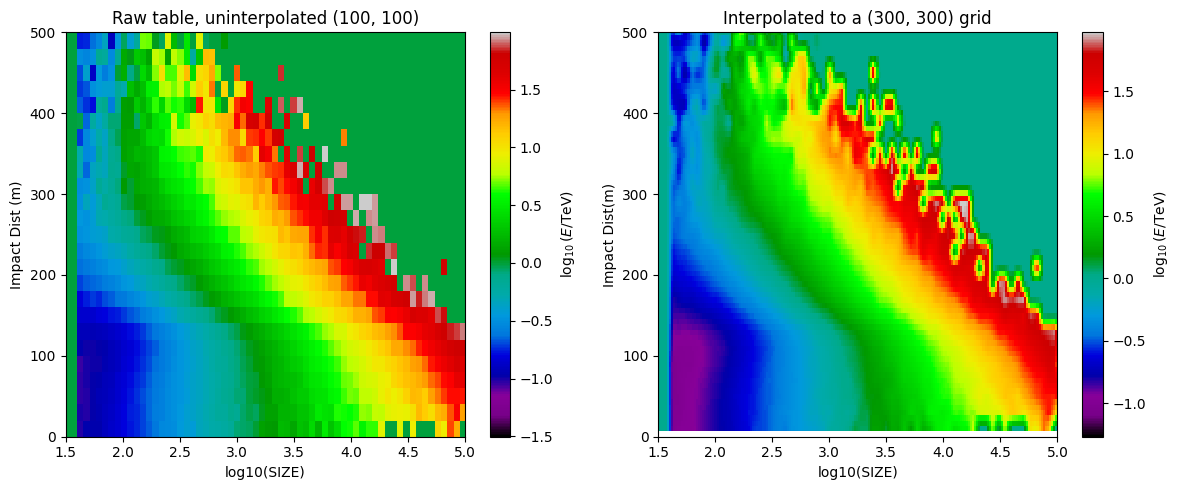 Raw table, uninterpolated (100, 100)
500
400
300
200
100
0
Impact Dist (m)
1.5 2.0 2.5 3.0 3.5 4.0 4.5 5.0
log10(SIZE)
1.5
1.0
0.5
0.0
−0.5
−1.0
−1.5
log₁₀(E/TeV)
Interpolated to a (300, 300) grid
500
400
300
200
100
0
Impact Dist(m)
1.5 2.0 2.5 3.0 3.5 4.0 4.5 5.0
log10(SIZE)
1.5
1.0
0.5
0.0
−0.5
−1.0
log₁₀(E/TeV)